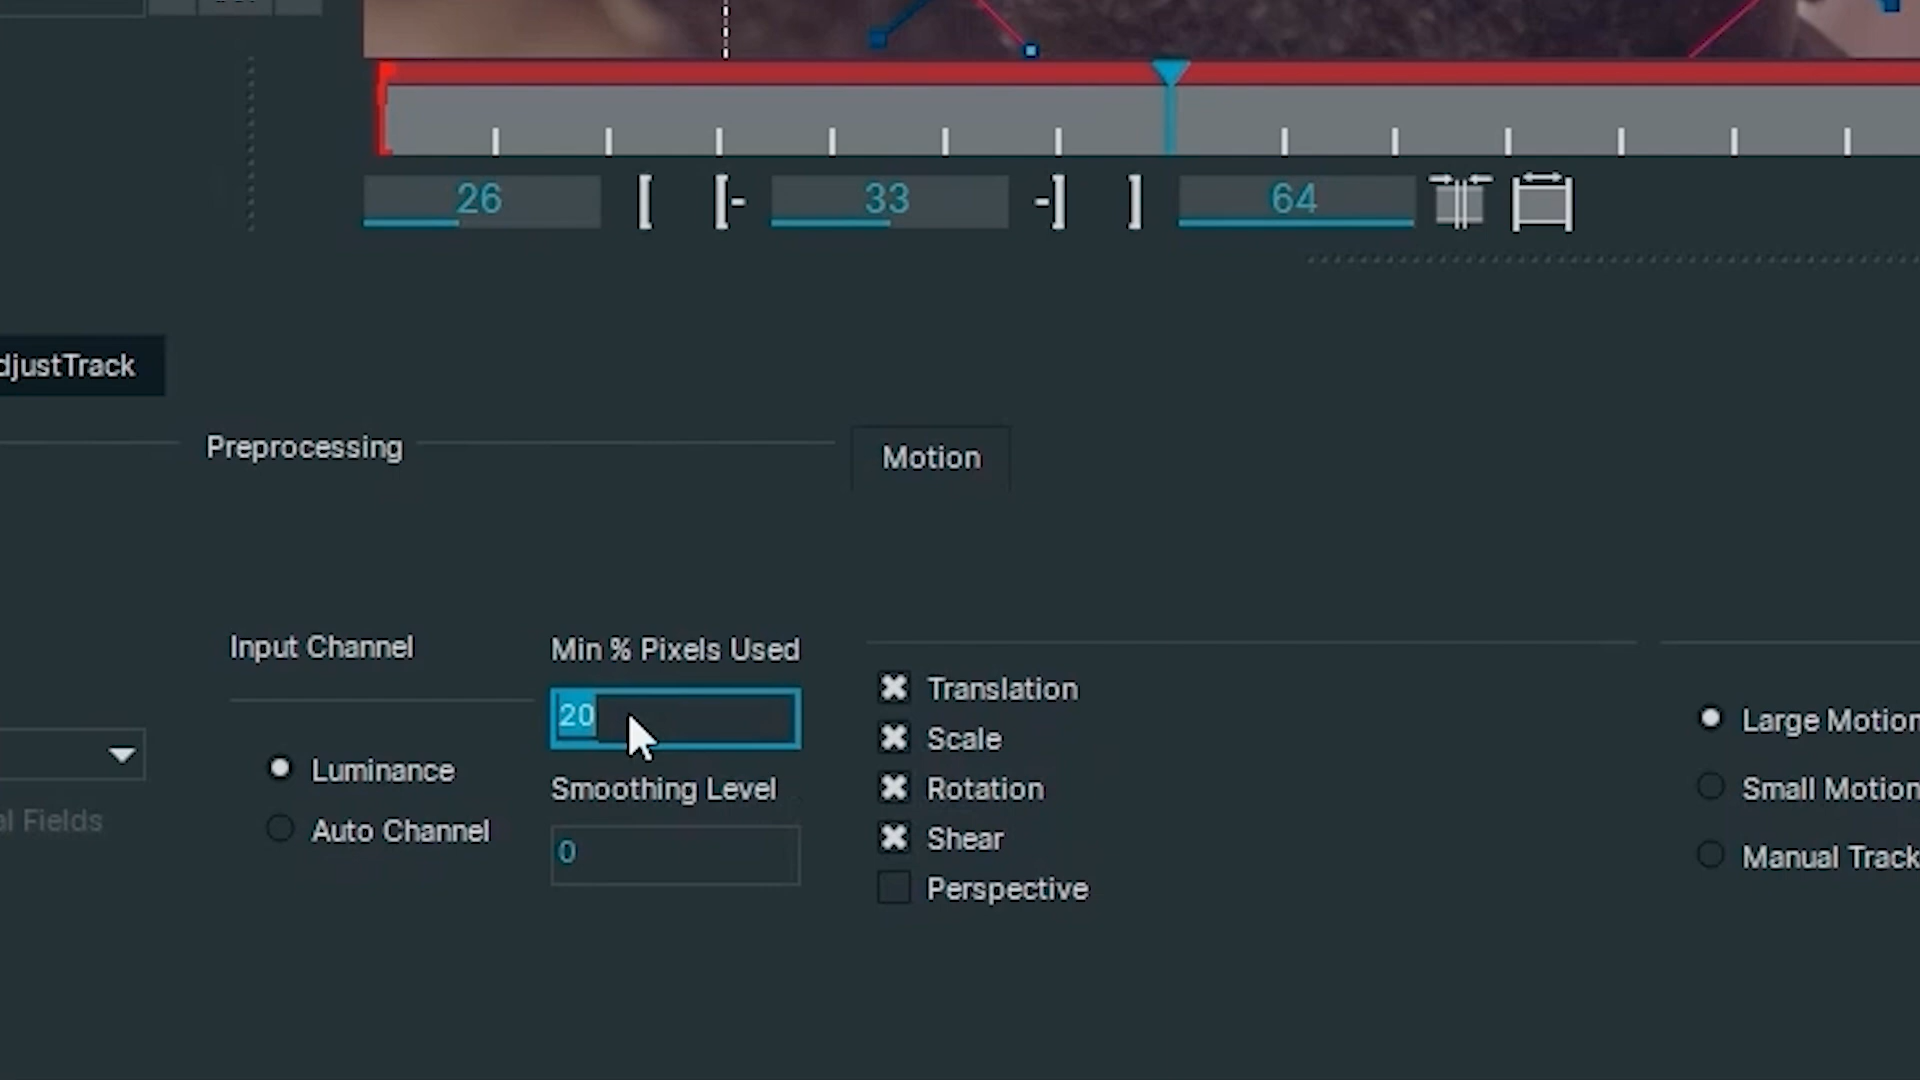 26 [ [- 33 -] ] 64
djustTrack
Preprocessing
Motion
Input Channel
Min % Pixels Used
20
Translation
Large Motion
Scale
Luminance
Smoothing Level
Rotation
Small Motion
al Fields
Auto Channel
0
Shear
Manual Track
Perspective